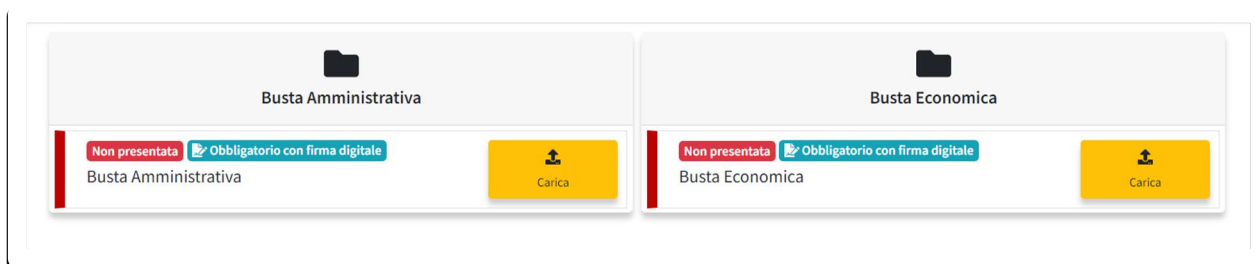 Busta Amministrativa
Non presentata Obbligatorio con firma digitale
Busta Amministrativa
Carica
Busta Economica
Non presentata Obbligatorio con firma digitale
Busta Economica
Carica